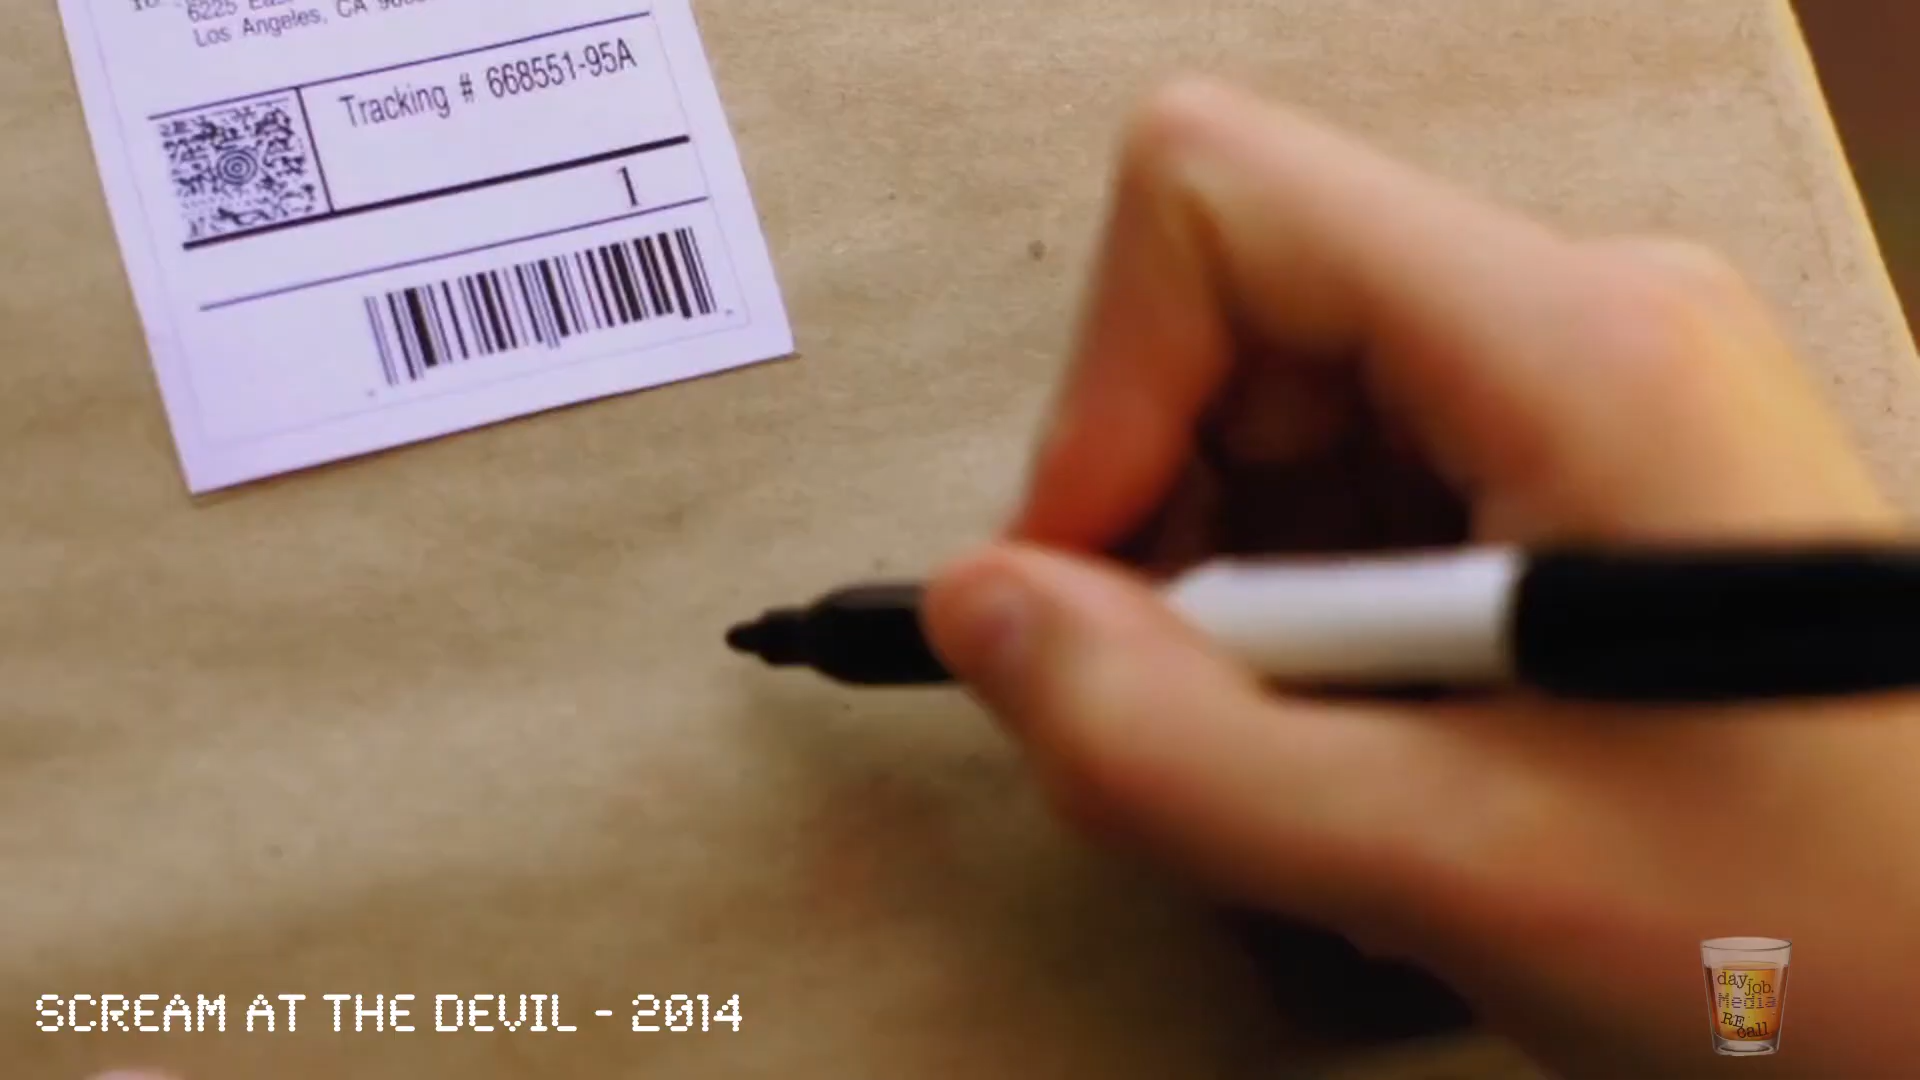 6225
Los Angeles, CA
Tracking # 668551-95A
1
SCREAM AT THE DEVIL - 2014
day
job.
Media
RE
call